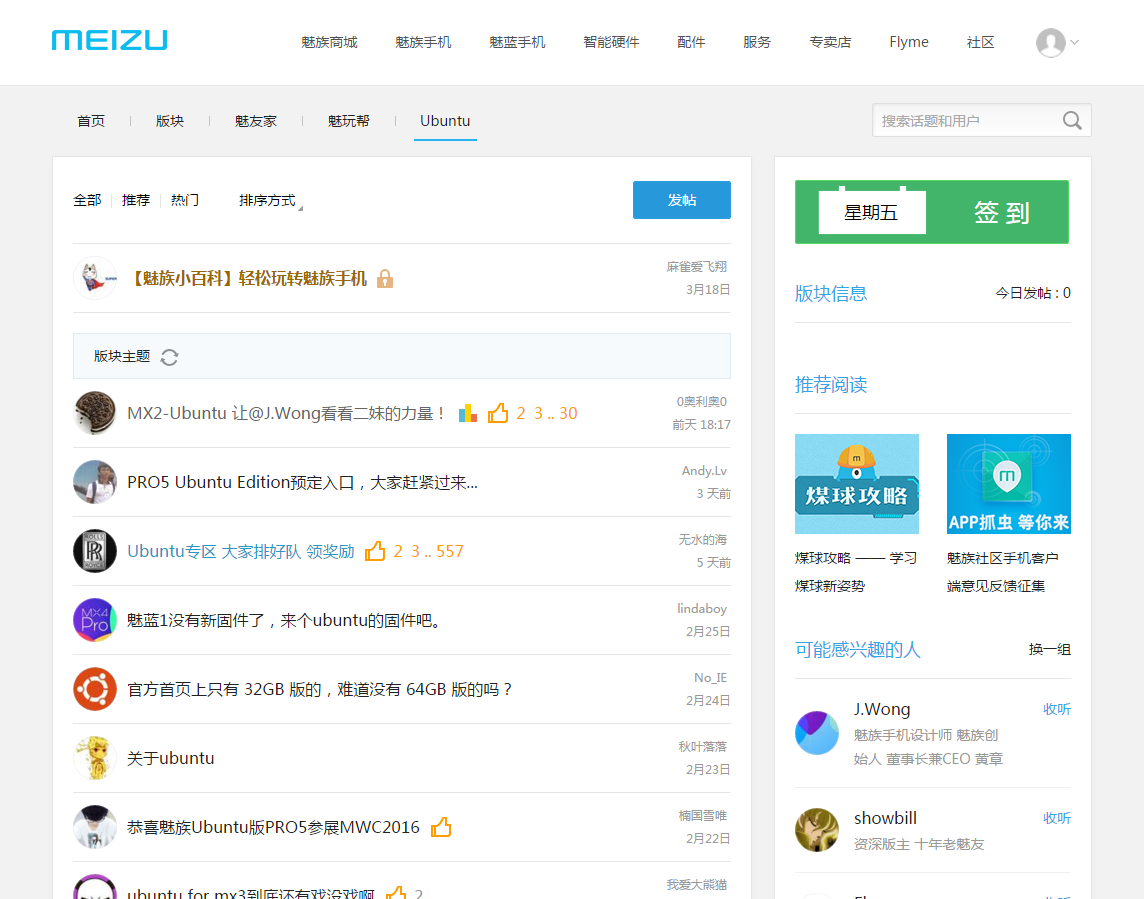 MEIZU
魅族商城 魅族手机 魅蓝手机 智能硬件 配件 服务 专卖店 Flyme 社区
首页 版块 魅友家 魅玩帮 Ubuntu
搜索话题和用户
全部 推荐 热门 排序方式
发帖
【魅族小百科】轻松玩转魅族手机
麻雀爱飞翔
3月18日
版块主题
MX2-Ubuntu 让@J.Wong看看二妹的力量！ 2 3 .. 30
0奥利奥0
前天 18:17
PRO5 Ubuntu Edition预定入口，大家赶紧过来...
Andy.Lv
3 天前
Ubuntu专区 大家排好队 领奖励 2 3 .. 557
无水的海
5 天前
MX4
Pro
魅蓝1没有新固件了，来个ubuntu的固件吧。
lindaboy
2月25日
官方首页上只有 32GB 版的，难道没有 64GB 版的吗？
No_IE
2月24日
关于ubuntu
秋叶落落
2月23日
恭喜魅族Ubuntu版PRO5参展MWC2016
楠国雪唯
2月22日
ubuntu for mx3到底还有戏没戏啊 2
我爱大熊猫
星期五
签 到
版块信息
今日发帖 : 0
推荐阅读
煤球攻略
APP抓虫 等你来
煤球攻略 —— 学习
煤球新姿势
魅族社区手机客户
端意见反馈征集
可能感兴趣的人
换一组
J.Wong
收听
魅族手机设计师 魅族创
始人 董事长兼CEO 黄章
showbill
收听
资深版主 十年老魅友